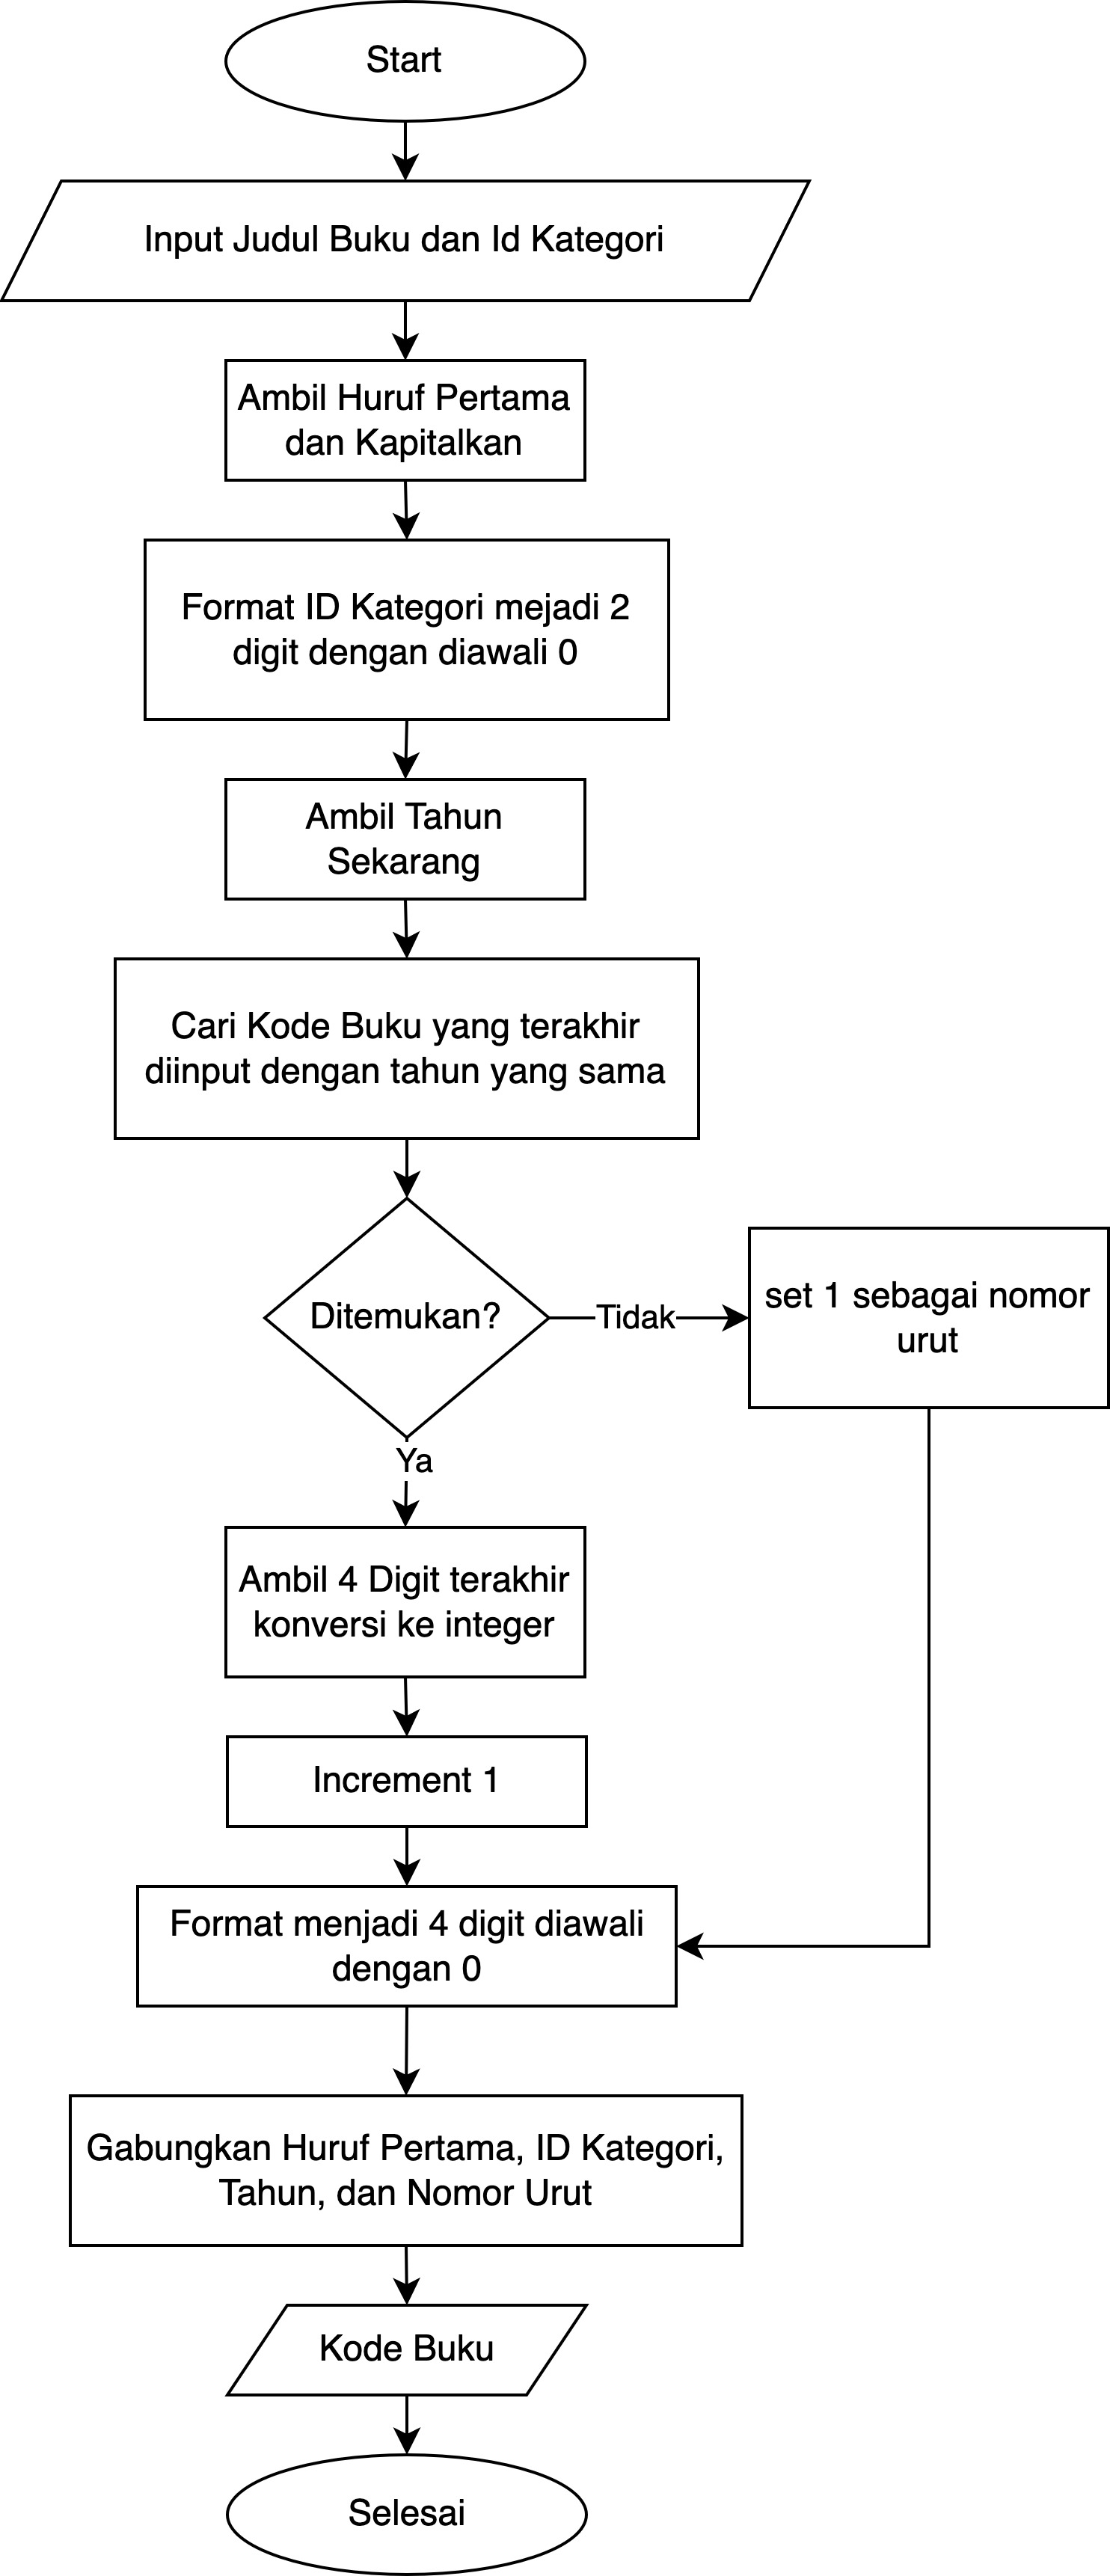 Start
Input Judul Buku dan Id Kategori
Ambil Huruf Pertama
dan Kapitalkan
Format ID Kategori mejadi 2
digit dengan diawali 0
Ambil Tahun
Sekarang
Cari Kode Buku yang terakhir
diinput dengan tahun yang sama
Ditemukan?
Tidak
set 1 sebagai nomor
urut
Ya
Ambil 4 Digit terakhir
konversi ke integer
Increment 1
Format menjadi 4 digit diawali
dengan 0
Gabungkan Huruf Pertama, ID Kategori,
Tahun, dan Nomor Urut
Kode Buku
Selesai